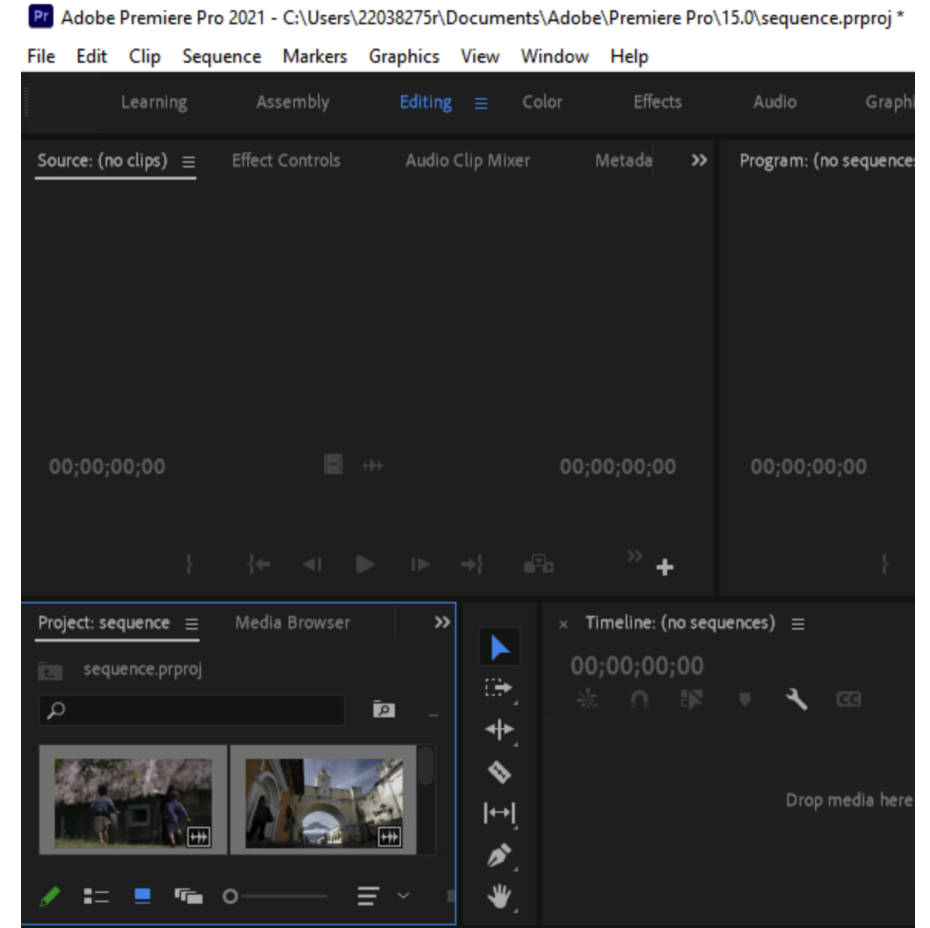 Pr Adobe Premiere Pro 2021 - C:\Users\22038275r\Documents\Adobe\Premiere Pro\15.0\sequence.prproj *
File Edit Clip Sequence Markers Graphics View Window Help
Learning Assembly Editing Color Effects Audio Graphi
Source: (no clips) Effect Controls Audio Clip Mixer Metada Program: (no sequence
00;00;00;00 00;00;00;00 00;00;00;00
Project: sequence Media Browser × Timeline: (no sequences)
sequence.prproj 00;00;00;00
CC
Drop media here